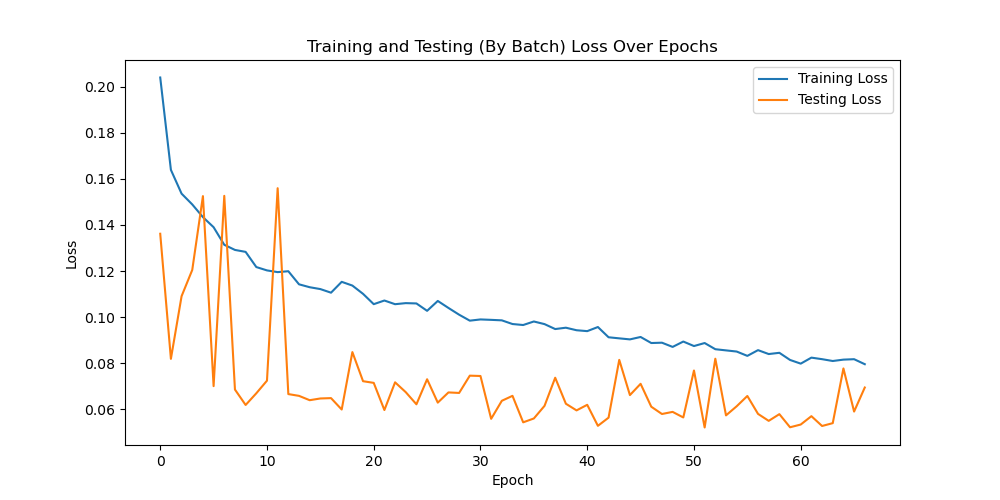 Training and Testing (By Batch) Loss Over Epochs
Training Loss
Testing Loss
0.20
0.18
0.16
0.14
0.12
0.10
0.08
0.06
Loss
0 10 20 30 40 50 60
Epoch